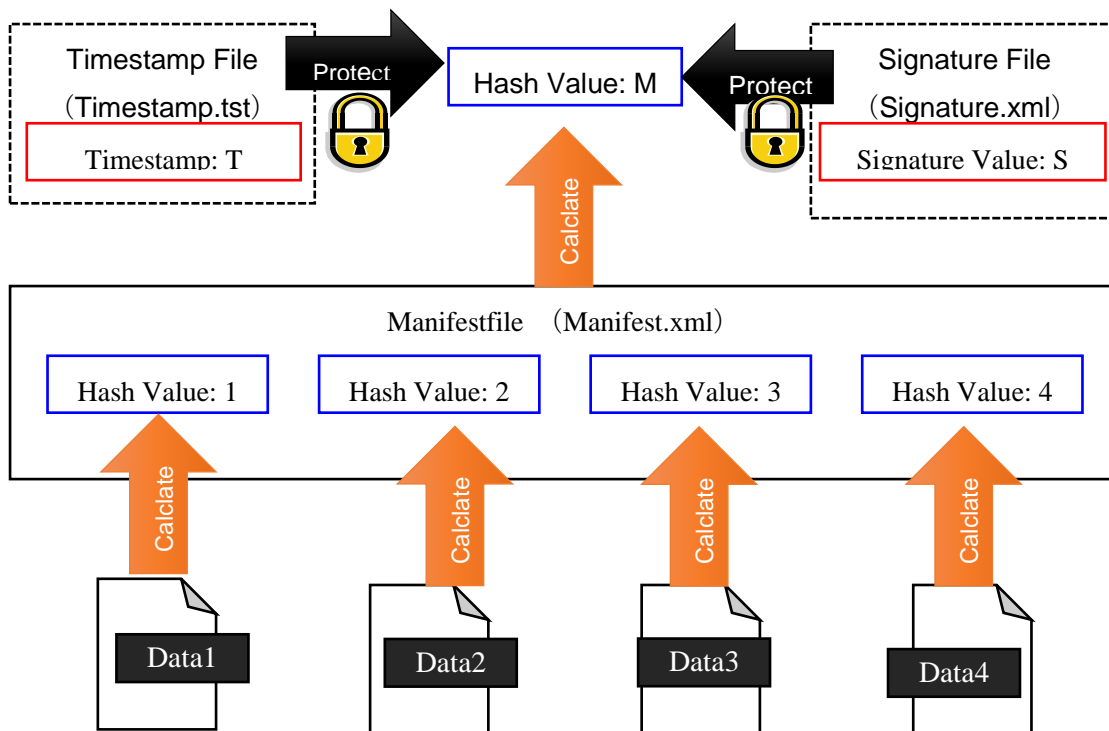 Timestamp File
（Timestamp.tst）
Timestamp: T
Protect
Hash Value: M
Protect
Signature File
（Signature.xml）
Signature Value: S
Calclate
Manifestfile　（Manifest.xml）
Hash Value: 1
Hash Value: 2
Hash Value: 3
Hash Value: 4
Calclate
Calclate
Calclate
Calclate
Data1
Data2
Data3
Data4